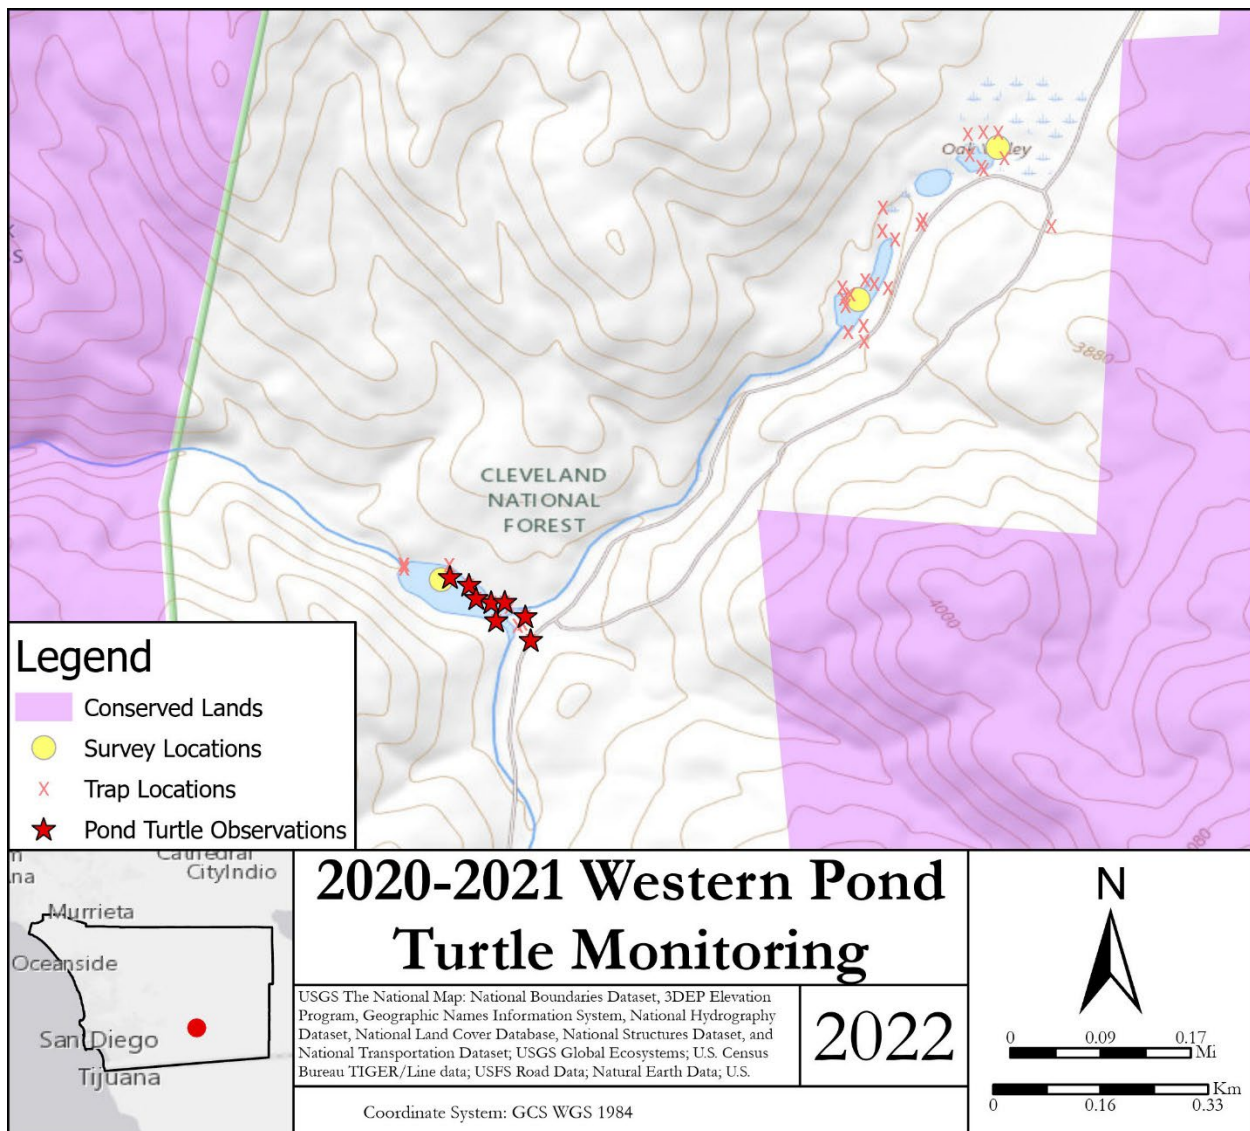 Oak
ley
K
S
3880
CLEVELAND
NATIONAL
FOREST
4000
080
Legend
Conserved Lands
Survey Locations
Trap Locations
Pond Turtle Observations
m
Cathedral
na
CityIndio
Murrieta
Oceanside
San Diego
Tijuana
2020-2021 Western Pond
Turtle Monitoring
USGS The National Map: National Boundaries Dataset, 3DEP Elevation
Program, Geographic Names Information System, National Hydrography
Dataset, National Land Cover Database, National Structures Dataset, and
National Transportation Dataset; USGS Global Ecosystems; U.S. Census
Bureau TIGER/Line data; USFS Road Data; Natural Earth Data; U.S.
2022
Coordinate System: GCS WGS 1984
N
0 0.09 0.17
Mi
Km
0 0.16 0.33